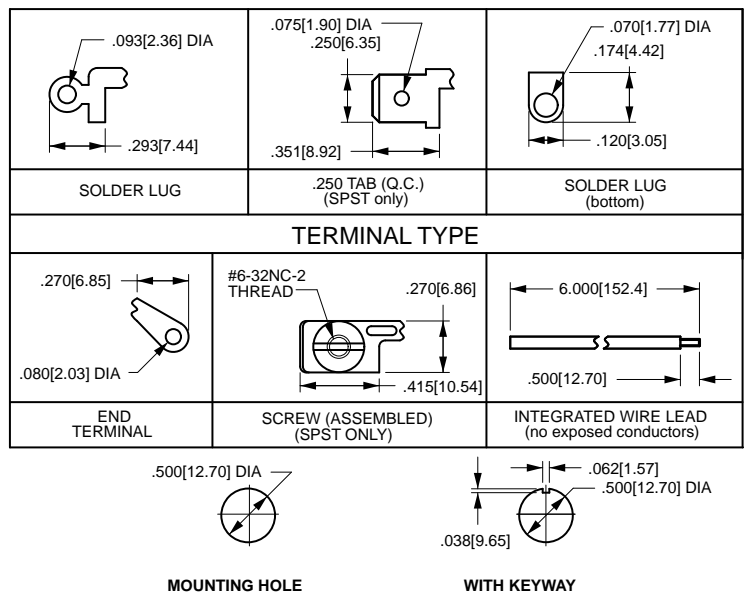 .093[2.36] DIA
.293[7.44]
SOLDER LUG
.075[1.90] DIA
.250[6.35]
.351[8.92]
.250 TAB (Q.C.)
(SPST only)
.070[1.77] DIA
.174[4.42]
.120[3.05]
SOLDER LUG
(bottom)
TERMINAL TYPE
.270[6.85]
.080[2.03] DIA
END
TERMINAL
#6-32NC-2
THREAD
.270[6.86]
.415[10.54]
SCREW (ASSEMBLED)
(SPST ONLY)
6.000[152.4]
.500[12.70]
INTEGRATED WIRE LEAD
(no exposed conductors)
.500[12.70] DIA
MOUNTING HOLE
.062[1.57]
.500[12.70] DIA
.038[9.65]
WITH KEYWAY